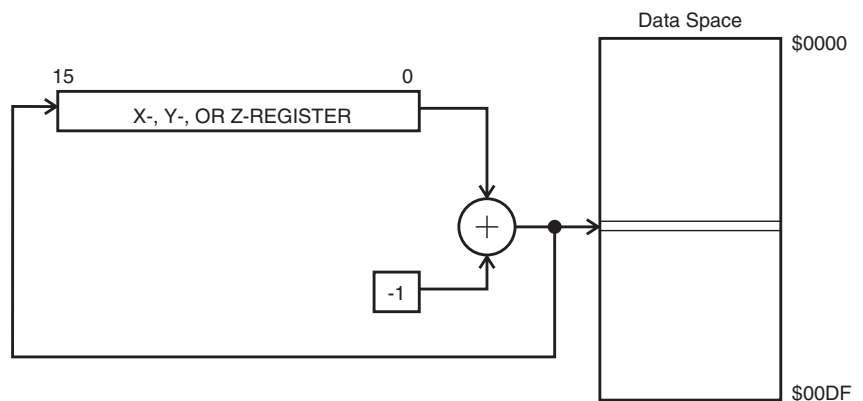 Data Space
$0000
15
0
X-, Y-, OR Z-REGISTER
+
-1
$00DF